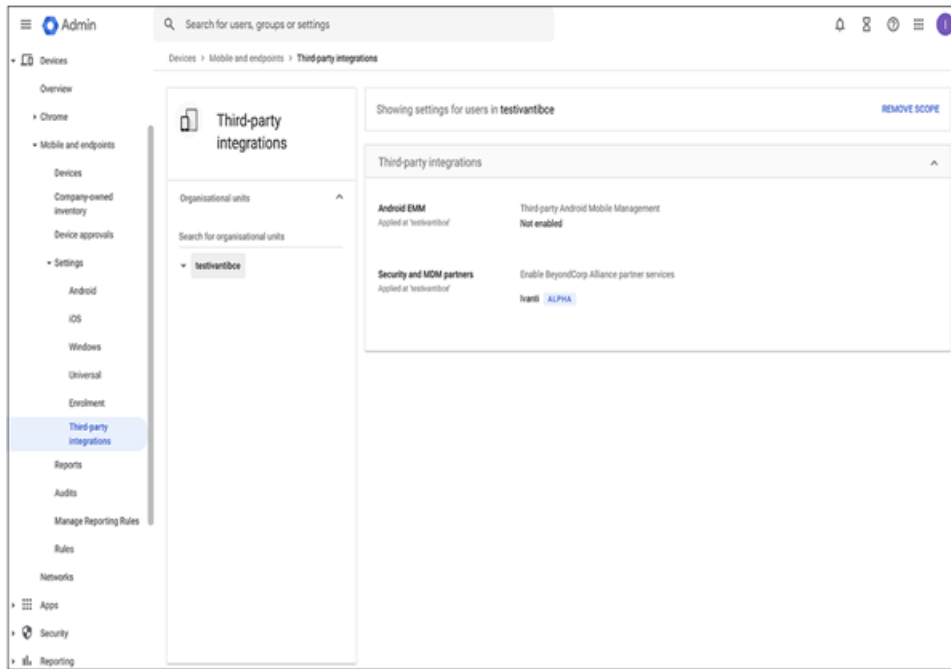 Admin
Search for users, groups or settings
I
Devices
Overview
Chrome
Mobile and endpoints
Devices
Company-owned
inventory
Device approvals
Settings
Android
iOS
Windows
Universal
Enrolment
Third-party
integrations
Reports
Audits
Manage Reporting Rules
Rules
Networks
Apps
Security
Reporting
Devices > Mobile and endpoints > Third-party integrations
Third-party
integrations
Organisational units
Search for organisational units
testivantibce
Showing settings for users in testivantibce
REMOVE SCOPE
Third-party integrations
Android EMM
Applied at 'testivantibce'
Third-party Android Mobile Management
Not enabled
Security and MDM partners
Applied at 'testivantibce'
Enable BeyondCorp Alliance partner services
Ivanti ALPHA